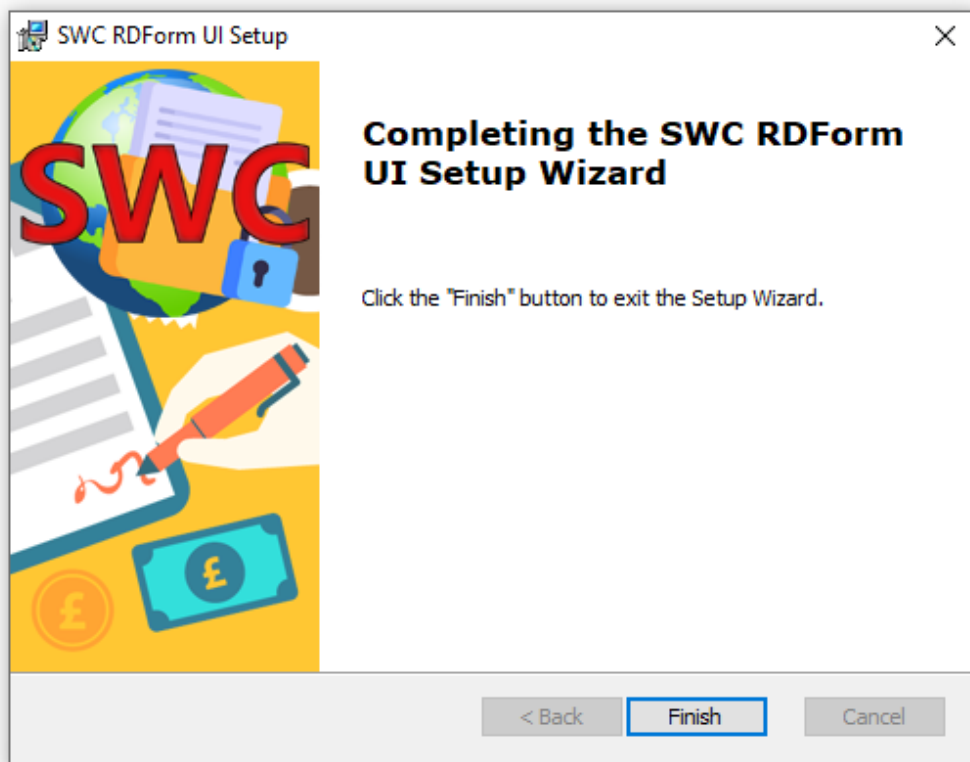 SWC RDForm UI Setup
SWC
Completing the SWC RDForm
UI Setup Wizard
Click the "Finish" button to exit the Setup Wizard.
£
£
< Back
Finish
Cancel